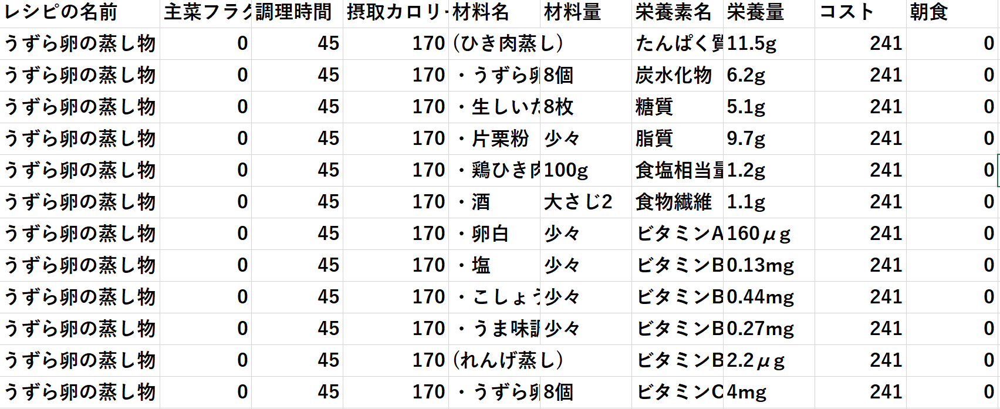 レシピの名前 主菜フラグ 調理時間 摂取カロリー 材料名 材料量 栄養素名 栄養量 コスト 朝食
うずら卵の蒸し物 0 45 170 (ひき肉蒸し) たんぱく質 11.5g 241 0
うずら卵の蒸し物 0 45 170 ・うずら卵 8個 炭水化物 6.2g 241 0
うずら卵の蒸し物 0 45 170 ・生しいた 8枚 糖質 5.1g 241 0
うずら卵の蒸し物 0 45 170 ・片栗粉 少々 脂質 9.7g 241 0
うずら卵の蒸し物 0 45 170 ・鶏ひき肉 100g 食塩相当量 1.2g 241 0
うずら卵の蒸し物 0 45 170 ・酒 大さじ2 食物繊維 1.1g 241 0
うずら卵の蒸し物 0 45 170 ・卵白 少々 ビタミンA 160μg 241 0
うずら卵の蒸し物 0 45 170 ・塩 少々 ビタミンB 0.13mg 241 0
うずら卵の蒸し物 0 45 170 ・こしょう 少々 ビタミンB 0.44mg 241 0
うずら卵の蒸し物 0 45 170 ・うま味調 少々 ビタミンB 0.27mg 241 0
うずら卵の蒸し物 0 45 170 (れんげ蒸し) ビタミンB 2.2μg 241 0
うずら卵の蒸し物 0 45 170 ・うずら卵 8個 ビタミンC 4mg 241 0